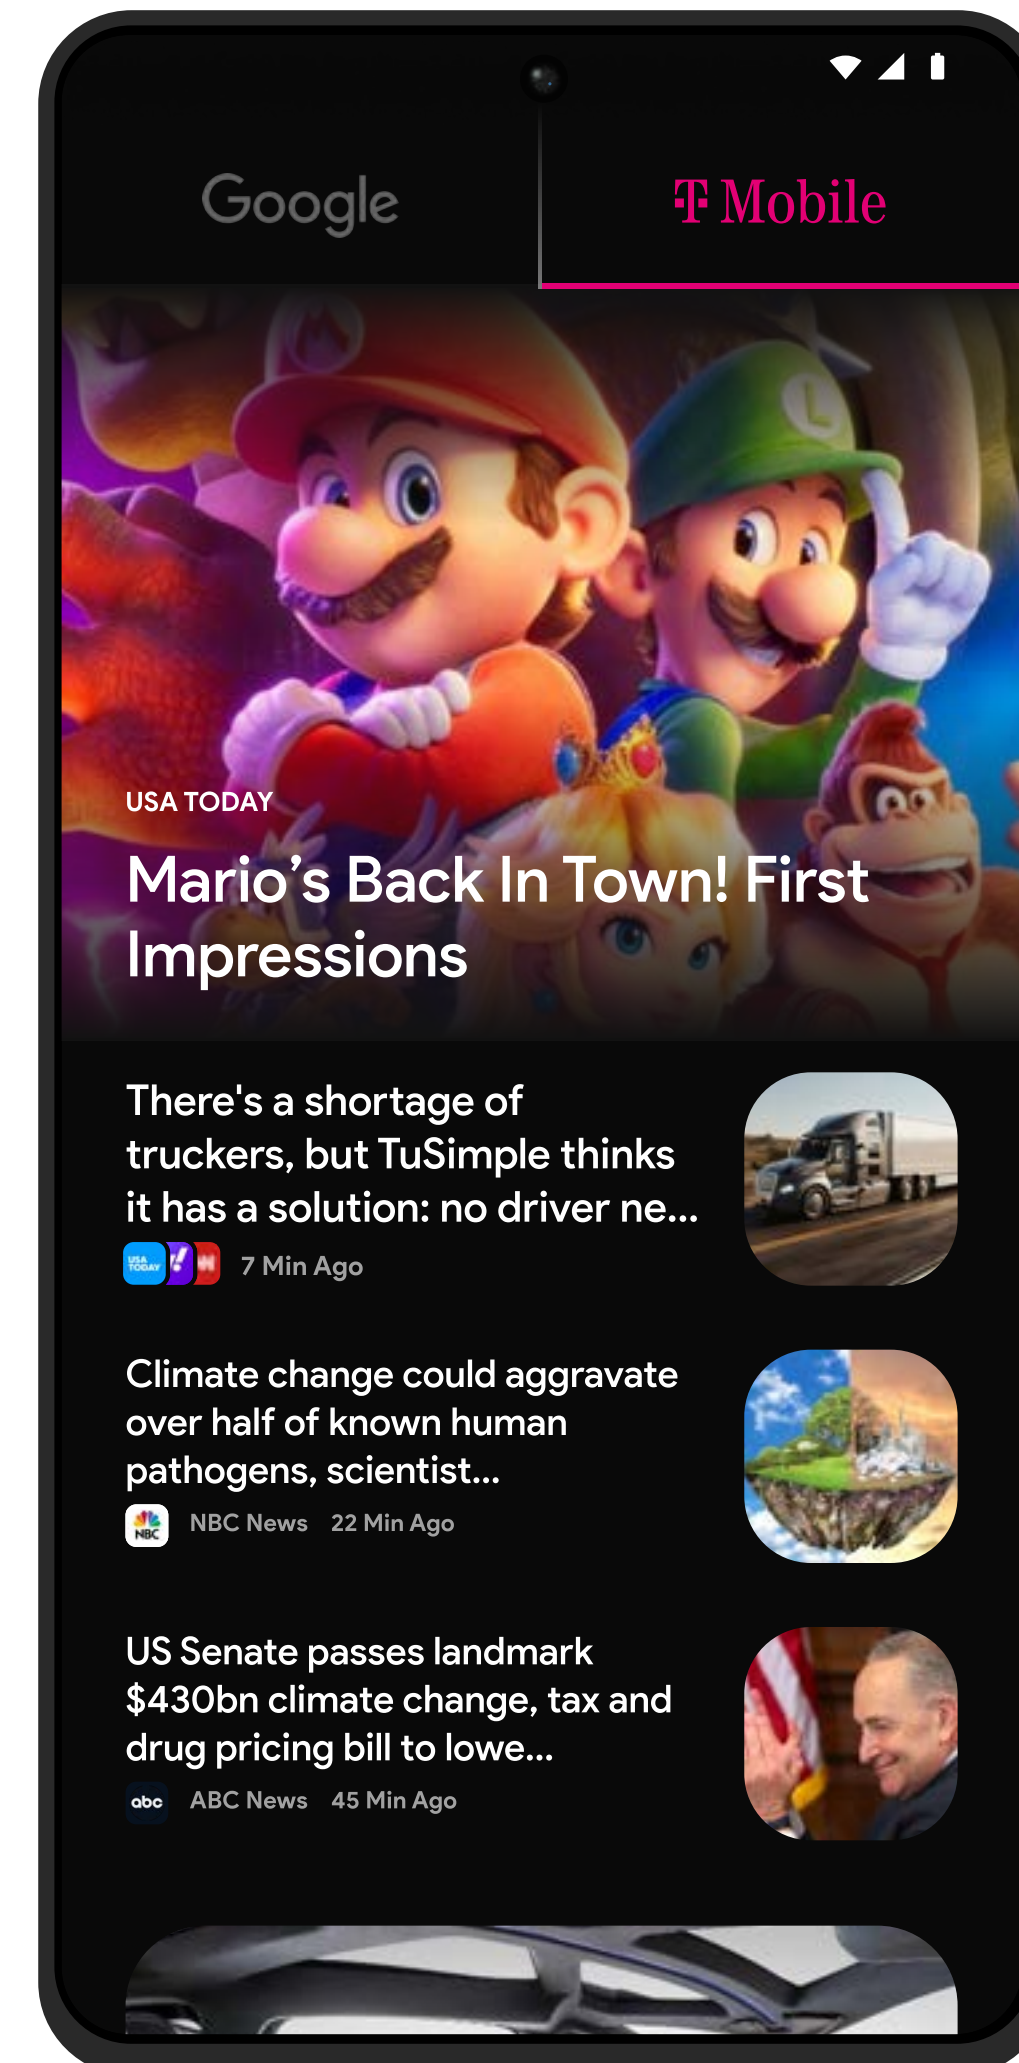 Google
T Mobile
L
USA TODAY
Mario’s Back In Town! First
Impressions
There's a shortage of
truckers, but TuSimple thinks
it has a solution: no driver ne...
USA TODAY
7 Min Ago
Climate change could aggravate
over half of known human
pathogens, scientist...
NBC
NBC News 22 Min Ago
US Senate passes landmark
$430bn climate change, tax and
drug pricing bill to lowe...
abc
ABC News 45 Min Ago